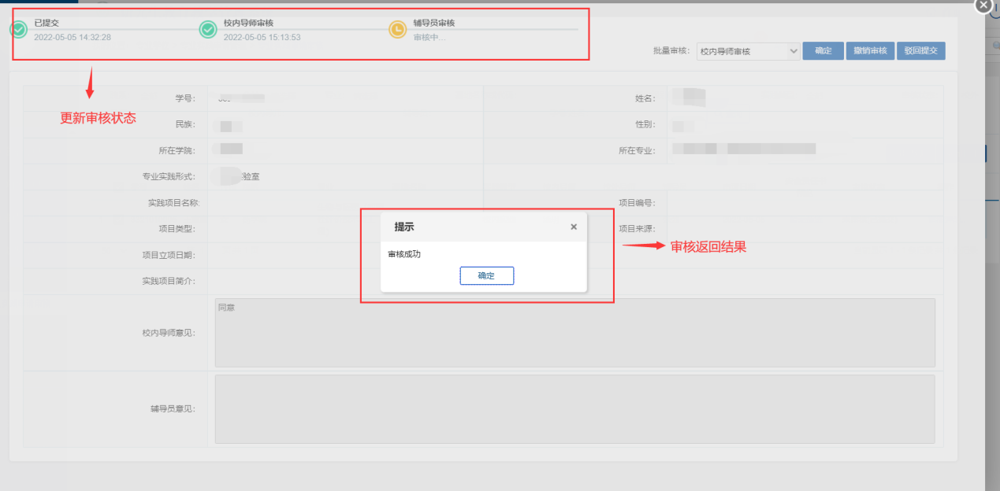 已提交
2022-05-05 14:32:28
校内导师审核
2022-05-05 15:13:53
辅导员审核
审核中...
批量审核:
校内导师审核
确定
撤销审核
驳回提交
更新审核状态
学号:
姓名:
民族:
性别:
所在学院:
所在专业:
专业实践形式:
验室
实践项目名称:
项目编号:
项目类型:
项目来源:
项目立项日期:
实践项目简介:
提示
×
审核成功
确定
审核返回结果
校内导师意见:
同意
辅导员意见: